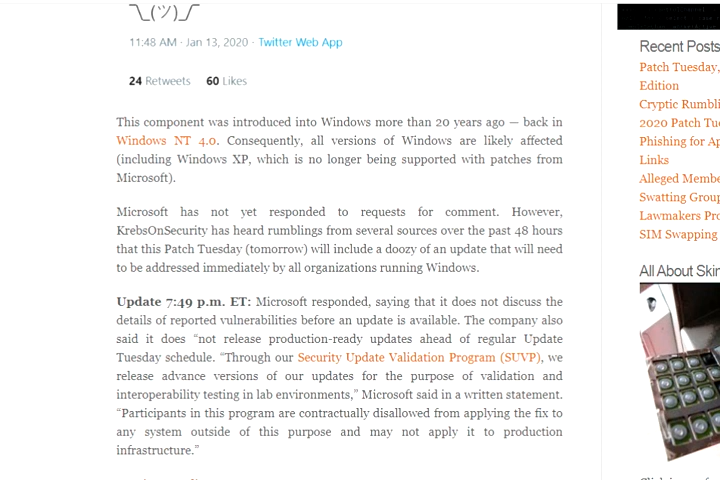 ¯\_(ツ)_/¯
11:48 AM · Jan 13, 2020 · Twitter Web App
24 Retweets 60 Likes
This component was introduced into Windows more than 20 years ago — back in
Windows NT 4.0. Consequently, all versions of Windows are likely affected
(including Windows XP, which is no longer being supported with patches from
Microsoft).
Microsoft has not yet responded to requests for comment. However,
KrebsOnSecurity has heard rumblings from several sources over the past 48 hours
that this Patch Tuesday (tomorrow) will include a doozy of an update that will need
to be addressed immediately by all organizations running Windows.
Update 7:49 p.m. ET: Microsoft responded, saying that it does not discuss the
details of reported vulnerabilities before an update is available. The company also
said it does “not release production-ready updates ahead of regular Update
Tuesday schedule. “Through our Security Update Validation Program (SUVP), we
release advance versions of our updates for the purpose of validation and
interoperability testing in lab environments,” Microsoft said in a written statement.
“Participants in this program are contractually disallowed from applying the fix to
any system outside of this purpose and may not apply it to production
infrastructure.”
Recent Posts
Patch Tuesday,
Edition
Cryptic Rumbli
2020 Patch Tue
Phishing for Ap
Links
Alleged Membe
Swatting Group
Lawmakers Pro
SIM Swapping
All About Skin